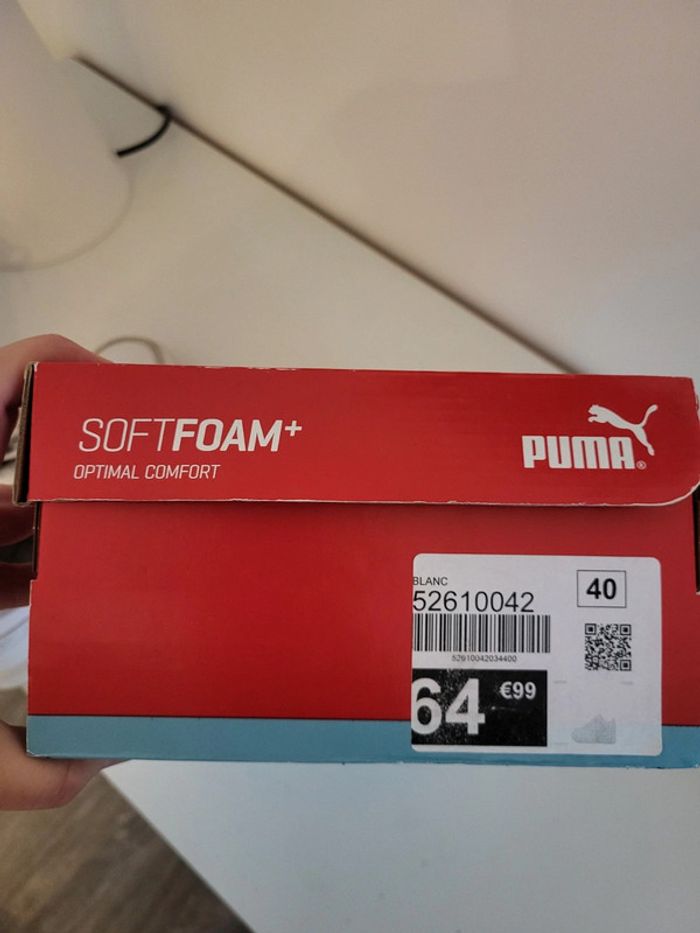 SOFTFOAM+
OPTIMAL COMFORT
PUMA®
BLANC
52610042
40
52610042034400
64 €99